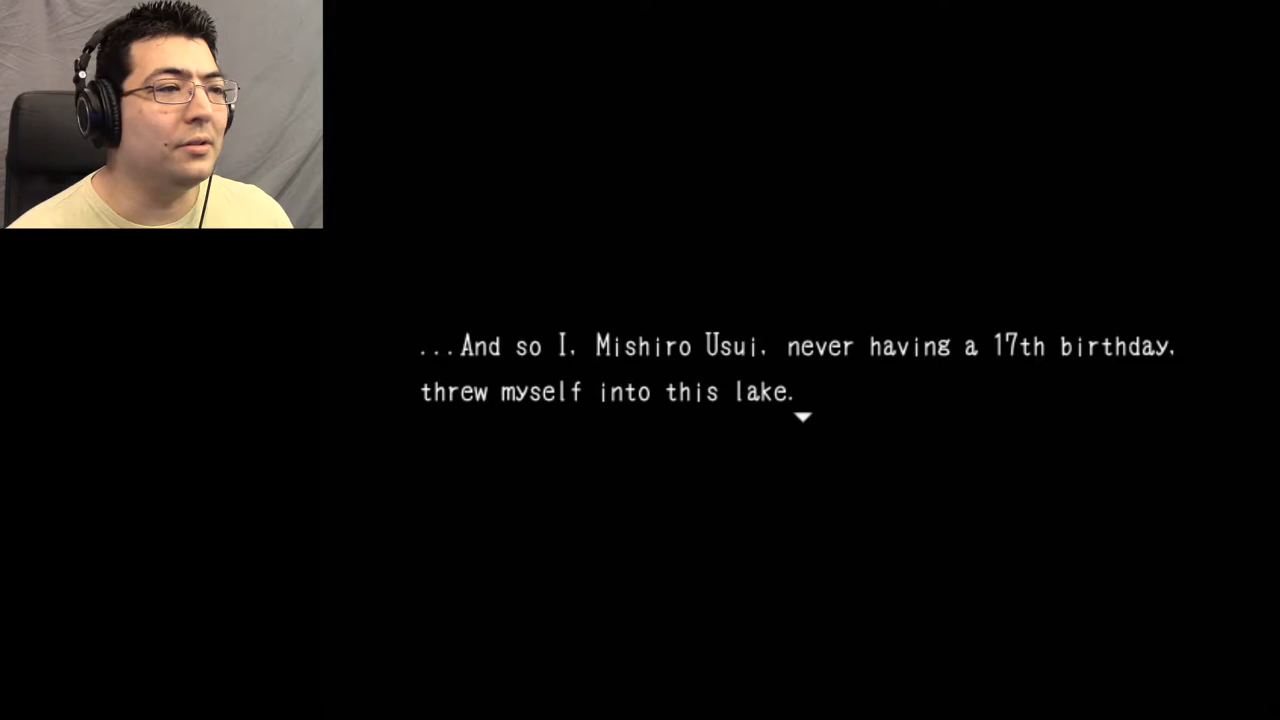 ...And so I, Mishiro Usui, never having a 17th birthday,
threw myself into this lake.